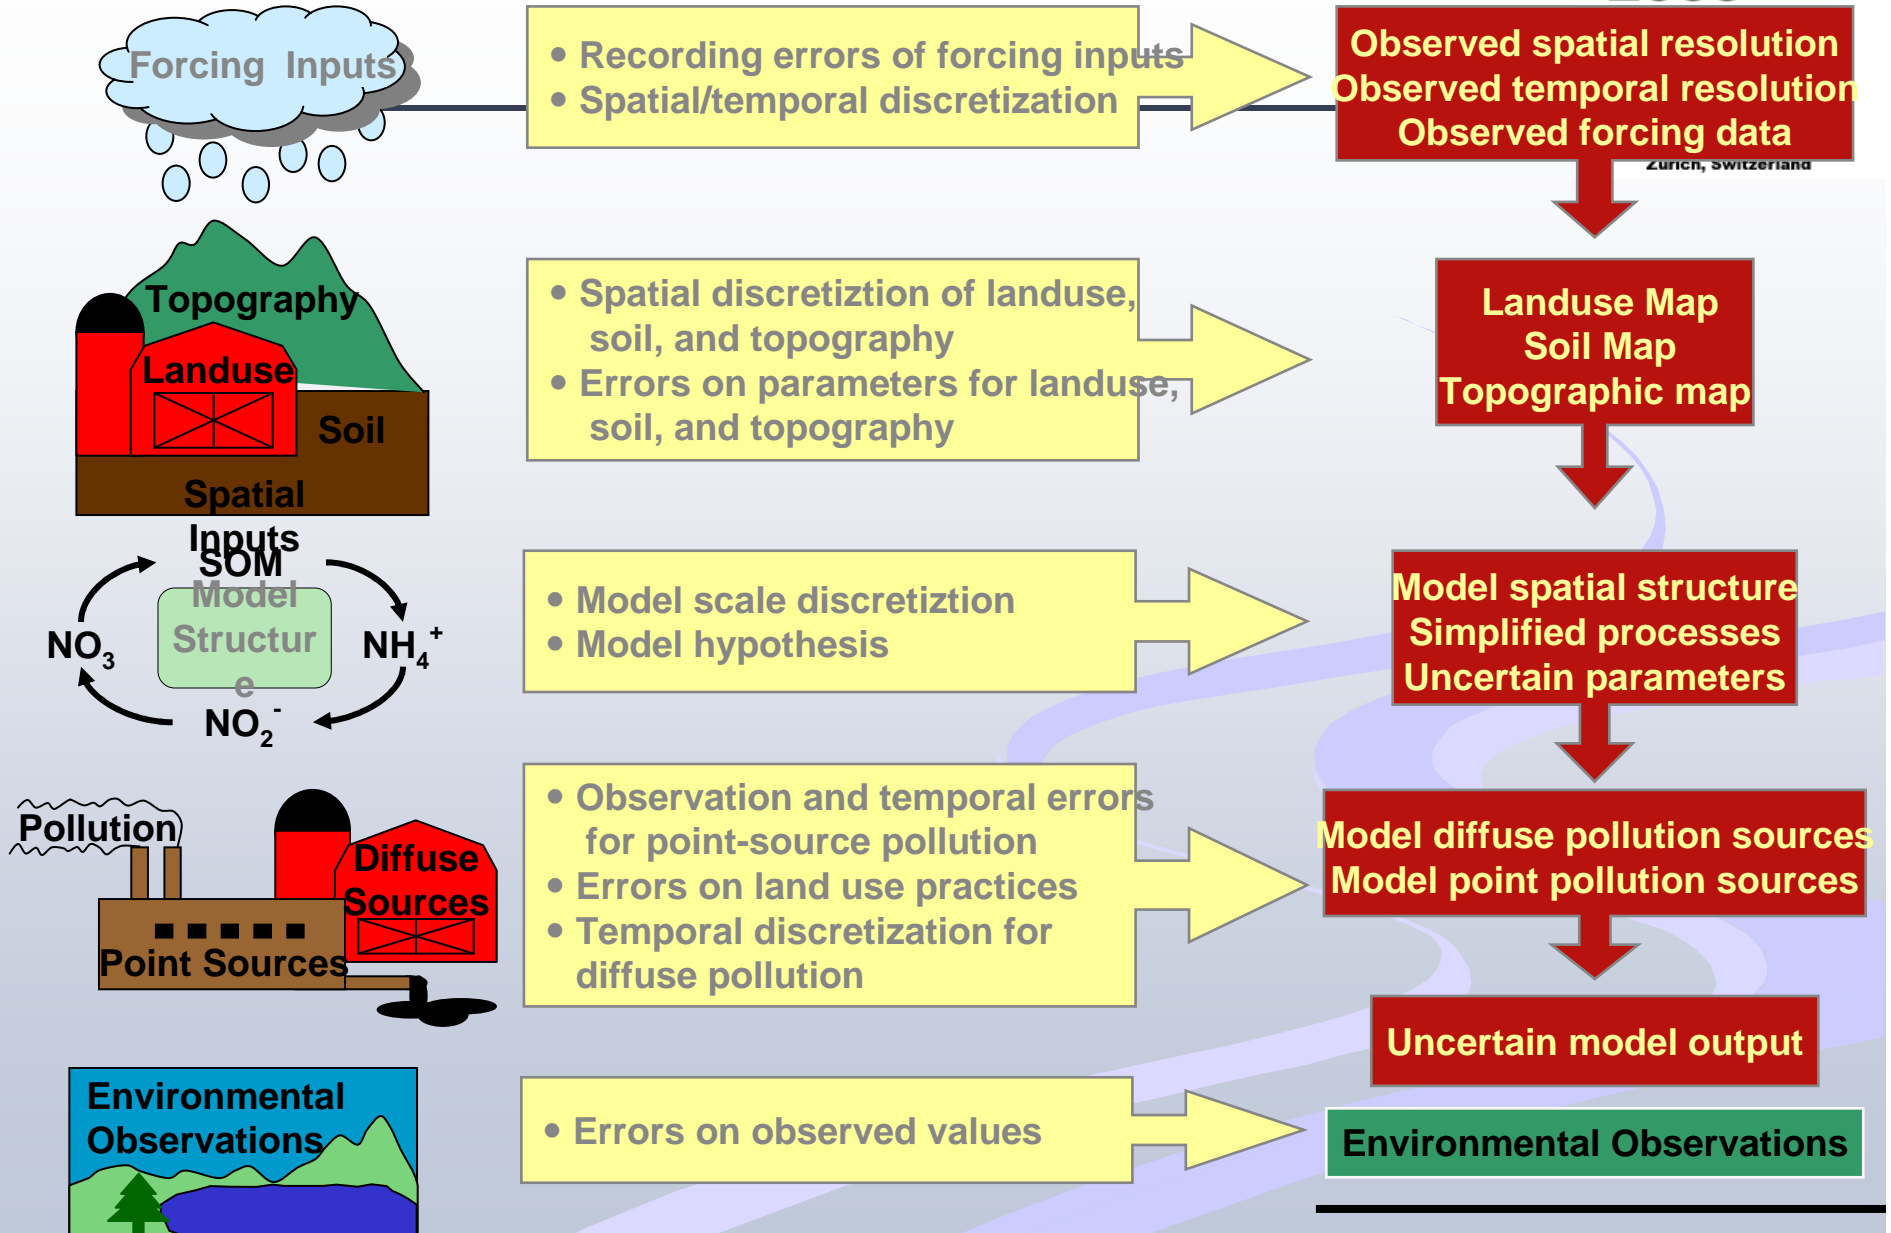 Forcing Inputs
• Recording errors of forcing inputs
• Spatial/temporal discretization
Observed spatial resolution
Observed temporal resolution
Observed forcing data
Zurich, Switzerland
Topography
Landuse
Soil
Spatial
Inputs
• Spatial discretiztion of landuse,
soil, and topography
• Errors on parameters for landuse,
soil, and topography
Landuse Map
Soil Map
Topographic map
SOM
Model
Structur
e
NO3
NH4+
NO2-
• Model scale discretiztion
• Model hypothesis
Model spatial structure
Simplified processes
Uncertain parameters
Pollution
Diffuse
Sources
Point Sources
• Observation and temporal errors
for point-source pollution
• Errors on land use practices
• Temporal discretization for
diffuse pollution
Model diffuse pollution sources
Model point pollution sources
Uncertain model output
Environmental
Observations
• Errors on observed values
Environmental Observations